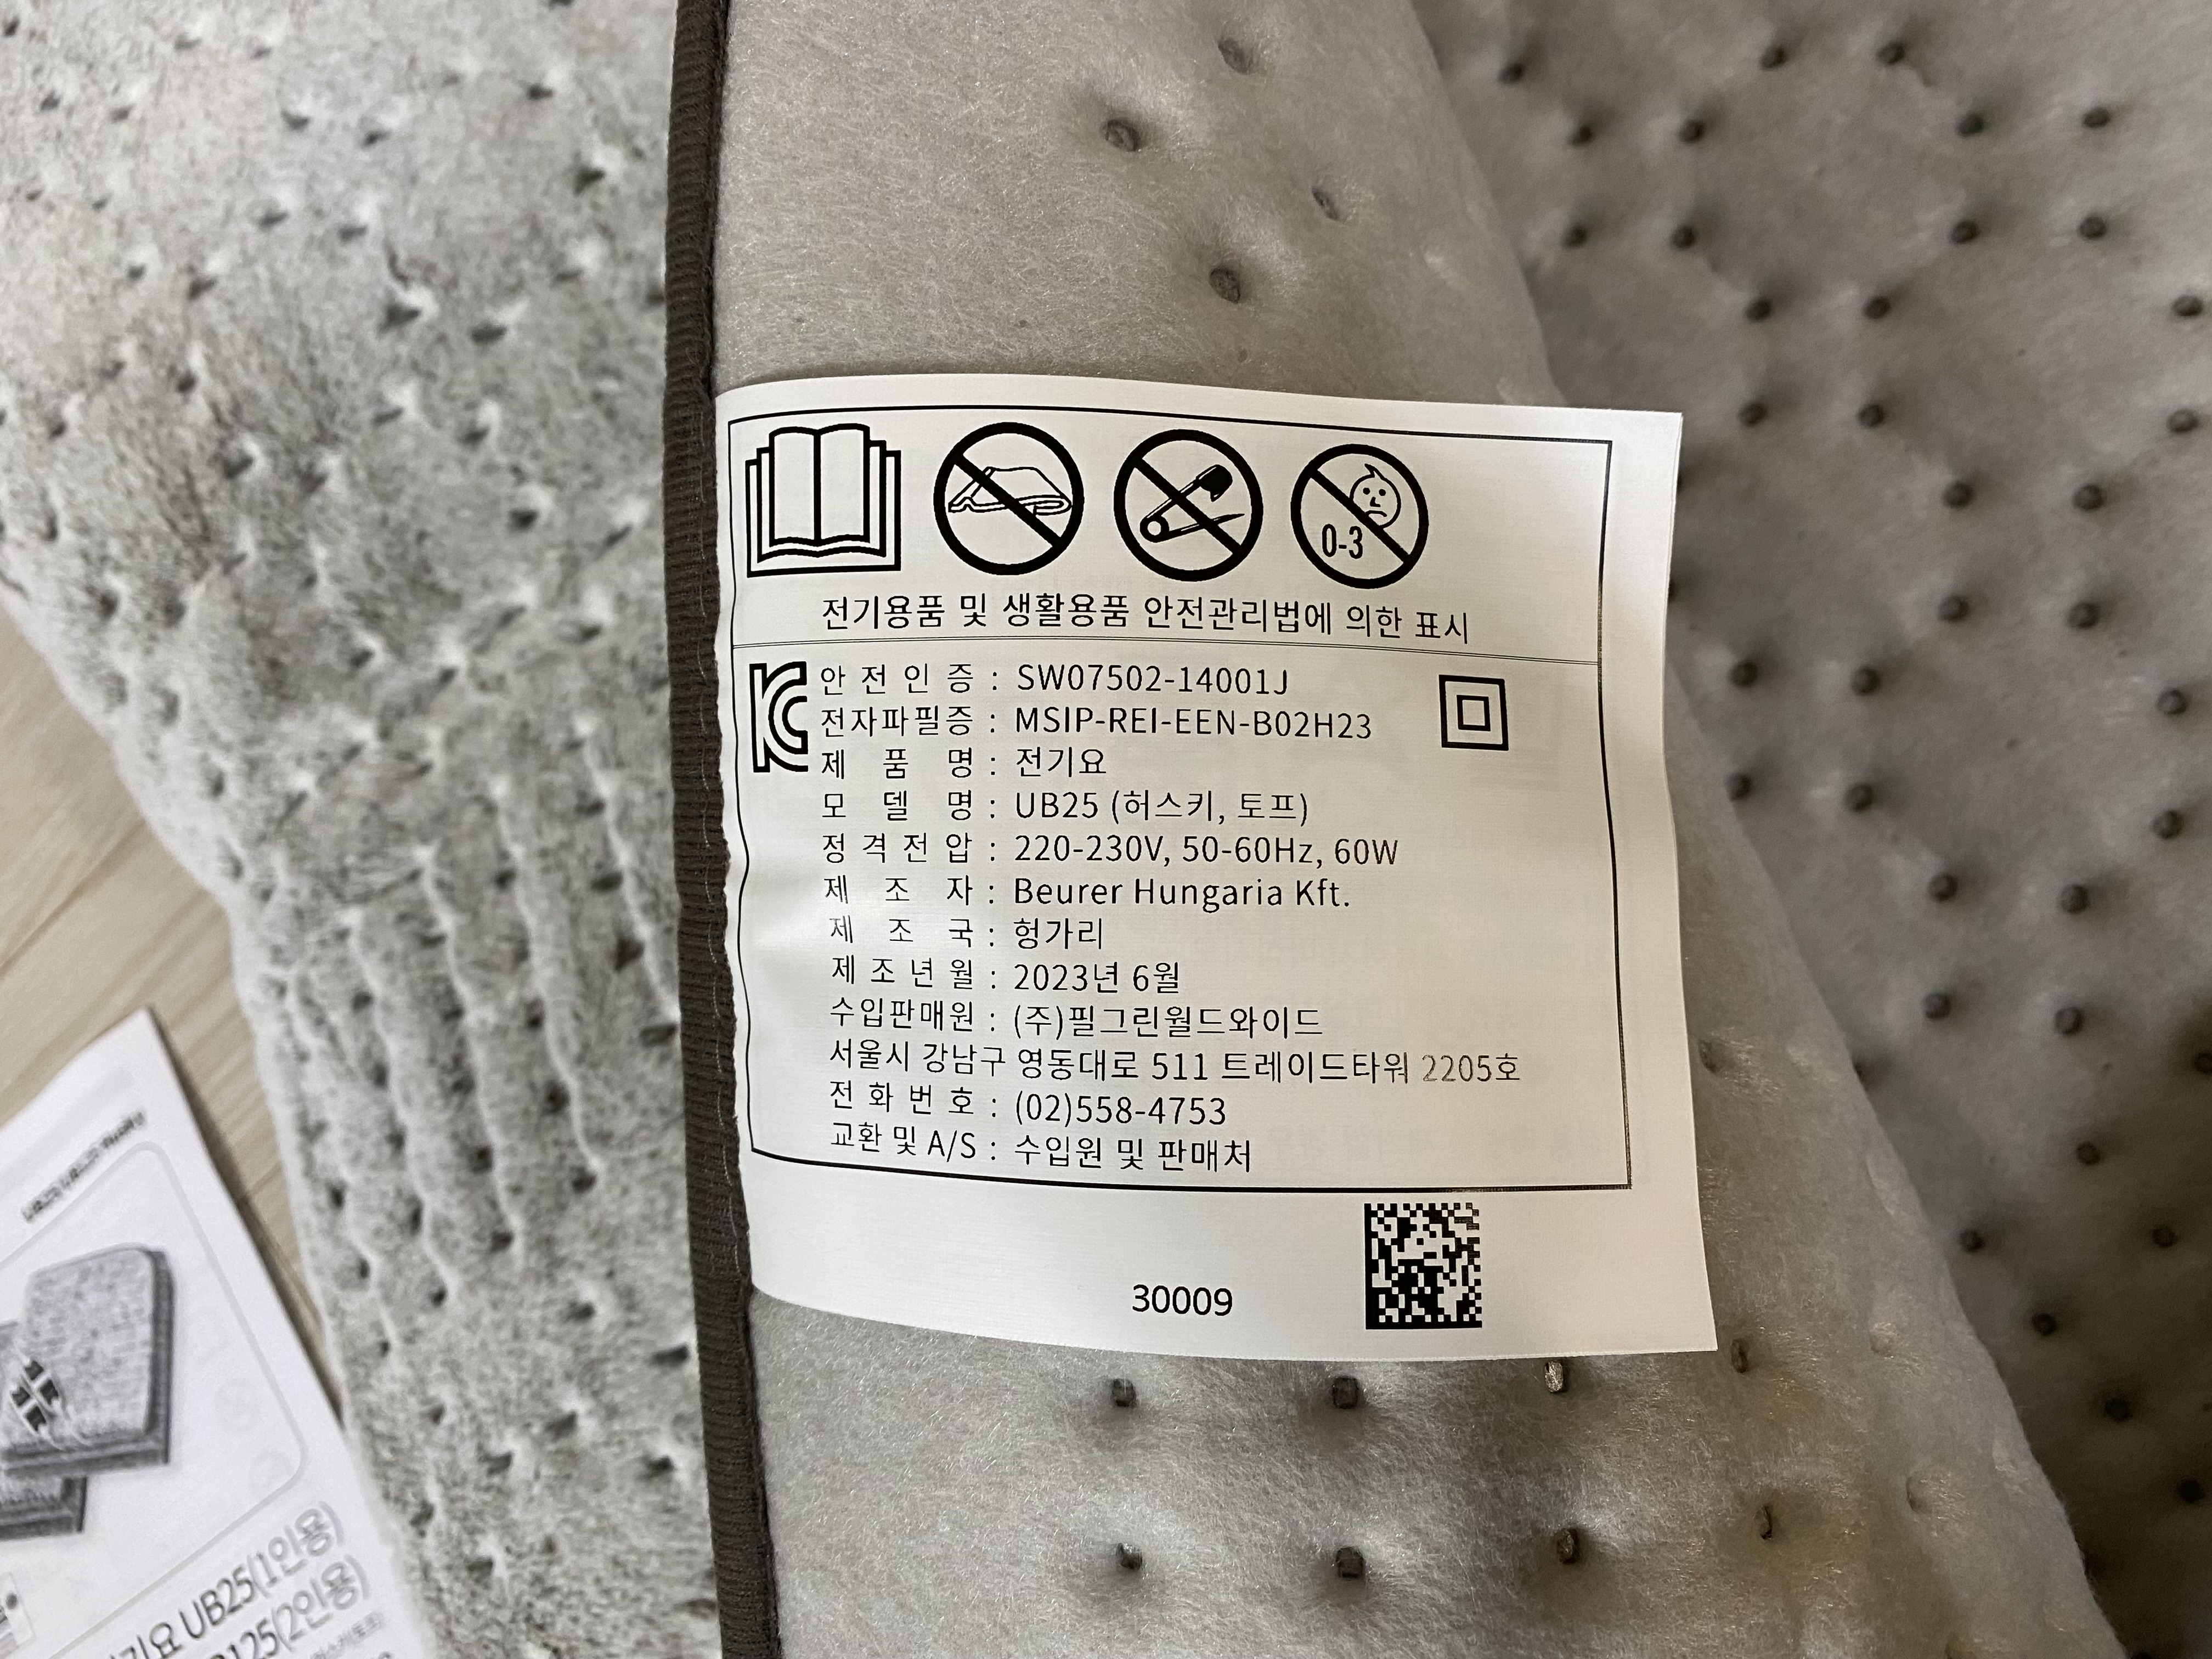 0-3
전기용품 및 생활용품 안전관리법에 의한 표시
안전인증 : SW07502-14001J
전자파필증 : MSIP-REI-EEN-B02H23
제품명 : 전기요
모델명 : UB25 (허스키, 토프)
정격전압 : 220-230V, 50-60Hz, 60W
제조자 : Beurer Hungaria Kft.
제조국 : 헝가리
제조년월 : 2023년 6월
수입판매원 : (주)필그린월드와이드
서울시 강남구 영동대로 511 트레이드타워 2205호
전화번호 : (02)558-4753
교환 및 A/S : 수입원 및 판매처
30009
UB25(1인용)
(2인용)